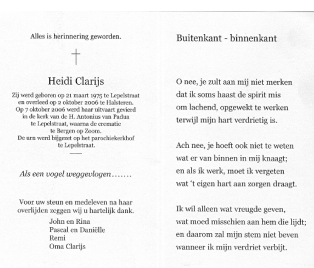 Alles is herinnering geworden.
Heidi Clarijs
Zij werd geboren op 21 maart 1975 te Lepelstraat
en overleed op 2 oktober 2006 te Halsteren.
Op 7 oktober 2006 werd haar uitvaart gevierd
in de kerk van de H. Antonius van Padua
te Lepelstraat, waarna de crematie
te Bergen op Zoom.
De urn werd bijgezet op het parochiekerkhof
te Lepelstraat.
Als een vogel weggevlogen.......
Voor uw steun en medeleven na haar
overlijden zeggen wij u hartelijk dank.
John en Rina
Pascal en Daniëlle
Remi
Oma Clarijs
Buitenkant - binnenkant
O nee, je zult aan mij niet merken
dat ik soms haast de spirit mis
om lachend, opgewekt te werken
terwijl mijn hart verdrietig is.
Ach nee, je hoeft ook niet te weten
wat er van binnen in mij knaagt;
en als ik werk, moet ik vergeten
wat 't eigen hart aan zorgen draagt.
Ik wil alleen wat vreugde geven,
wat moed misschien aan hem die lijdt;
en daarom zal mijn stem niet beven
wanneer ik mijn verdriet verbijt.